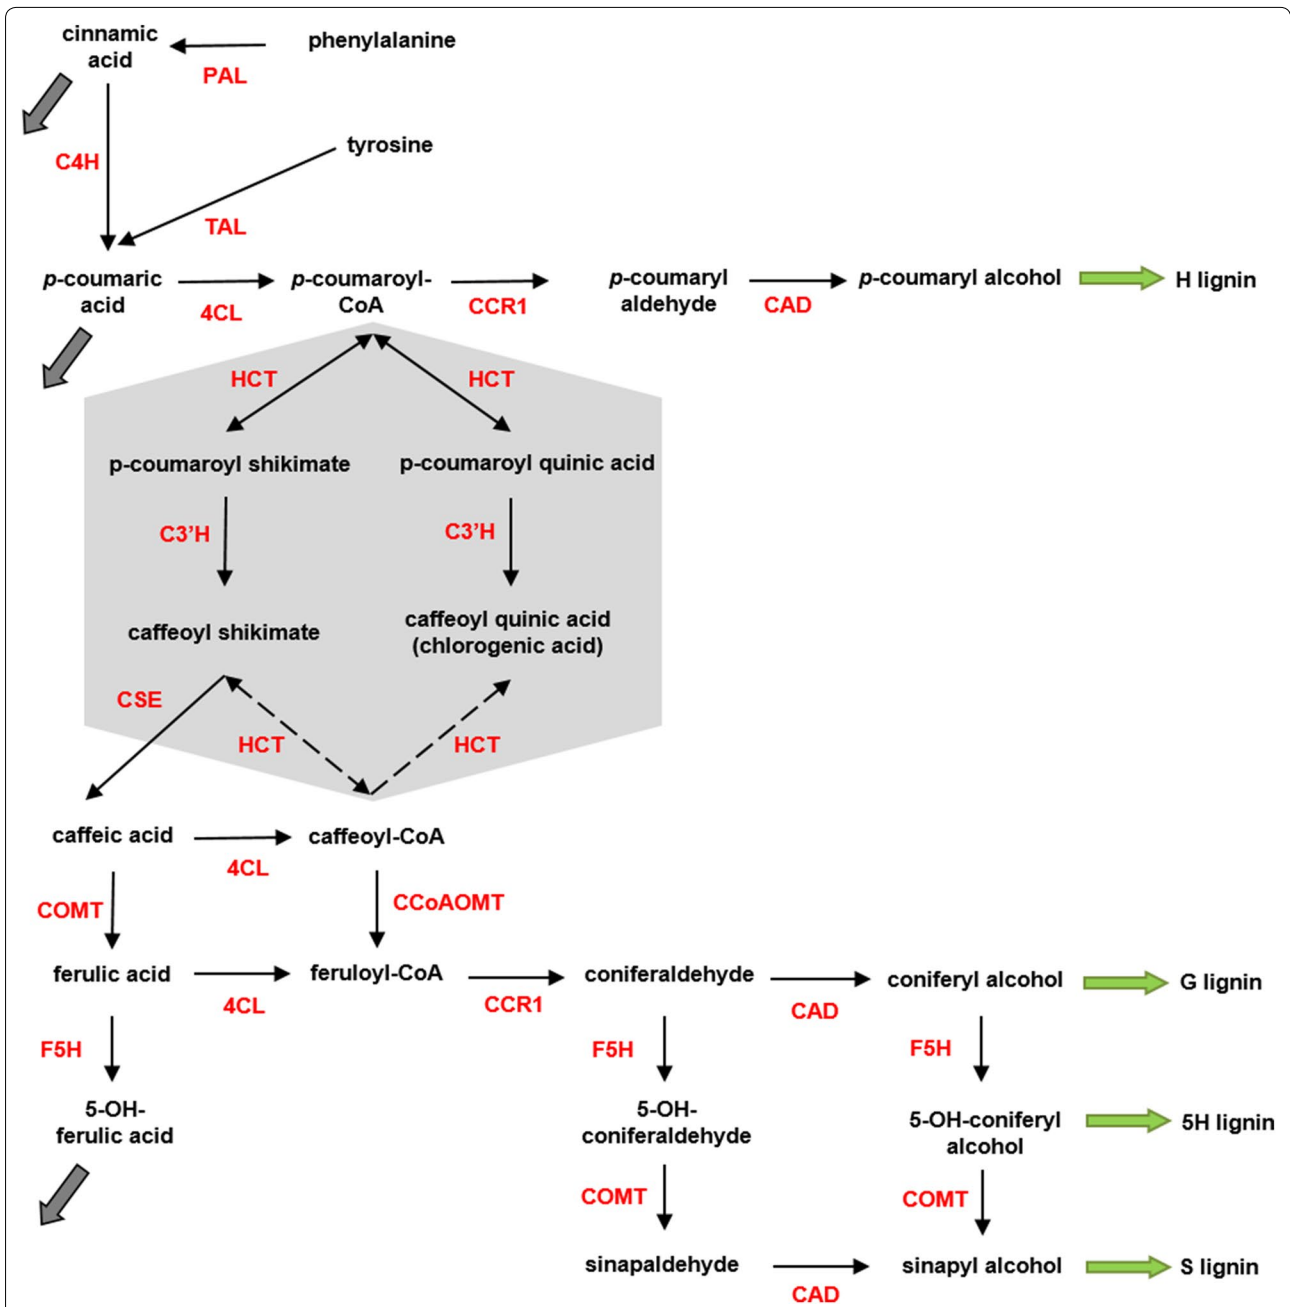 cinnamic
acid
phenylalanine
PAL
C4H
tyrosine
TAL
p-coumaric
acid
4CL
p-coumaroyl-
CoA
CCR1
p-coumaryl
aldehyde
CAD
p-coumaryl alcohol
H lignin
HCT
HCT
p-coumaroyl shikimate
p-coumaroyl quinic acid
C3’H
C3’H
caffeoyl shikimate
caffeoyl quinic acid
(chlorogenic acid)
CSE
HCT
HCT
caffeic acid
4CL
caffeoyl-CoA
COMT
CCoAOMT
ferulic acid
4CL
feruloyl-CoA
CCR1
coniferaldehyde
CAD
coniferyl alcohol
G lignin
F5H
F5H
F5H
5-OH-
ferulic acid
5-OH-
coniferaldehyde
5-OH-coniferyl
alcohol
5H lignin
COMT
COMT
sinapaldehyde
CAD
sinapyl alcohol
S lignin